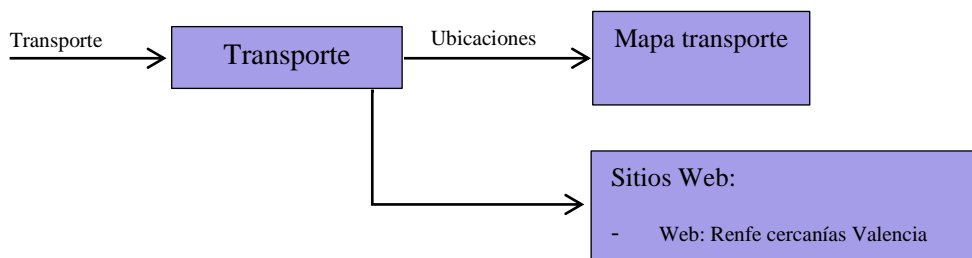 Transporte
Transporte
Ubicaciones
Mapa transporte
Sitios Web:
- Web: Renfe cercanías Valencia